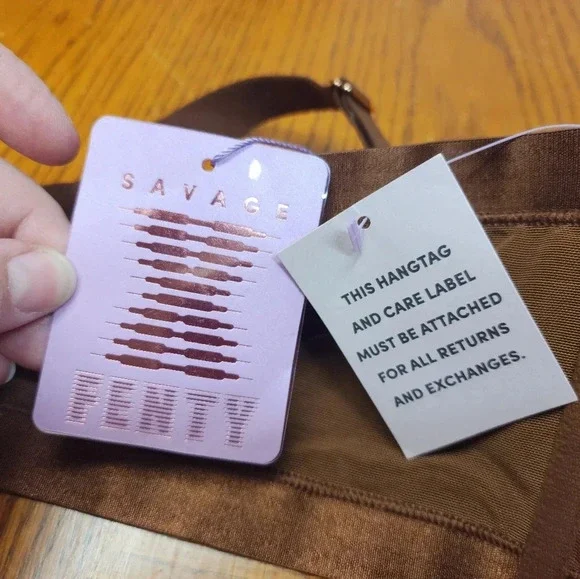 SAVAGE
FENTY
THIS HANGTAG
AND CARE LABEL
MUST BE ATTACHED
FOR ALL RETURNS
AND EXCHANGES.